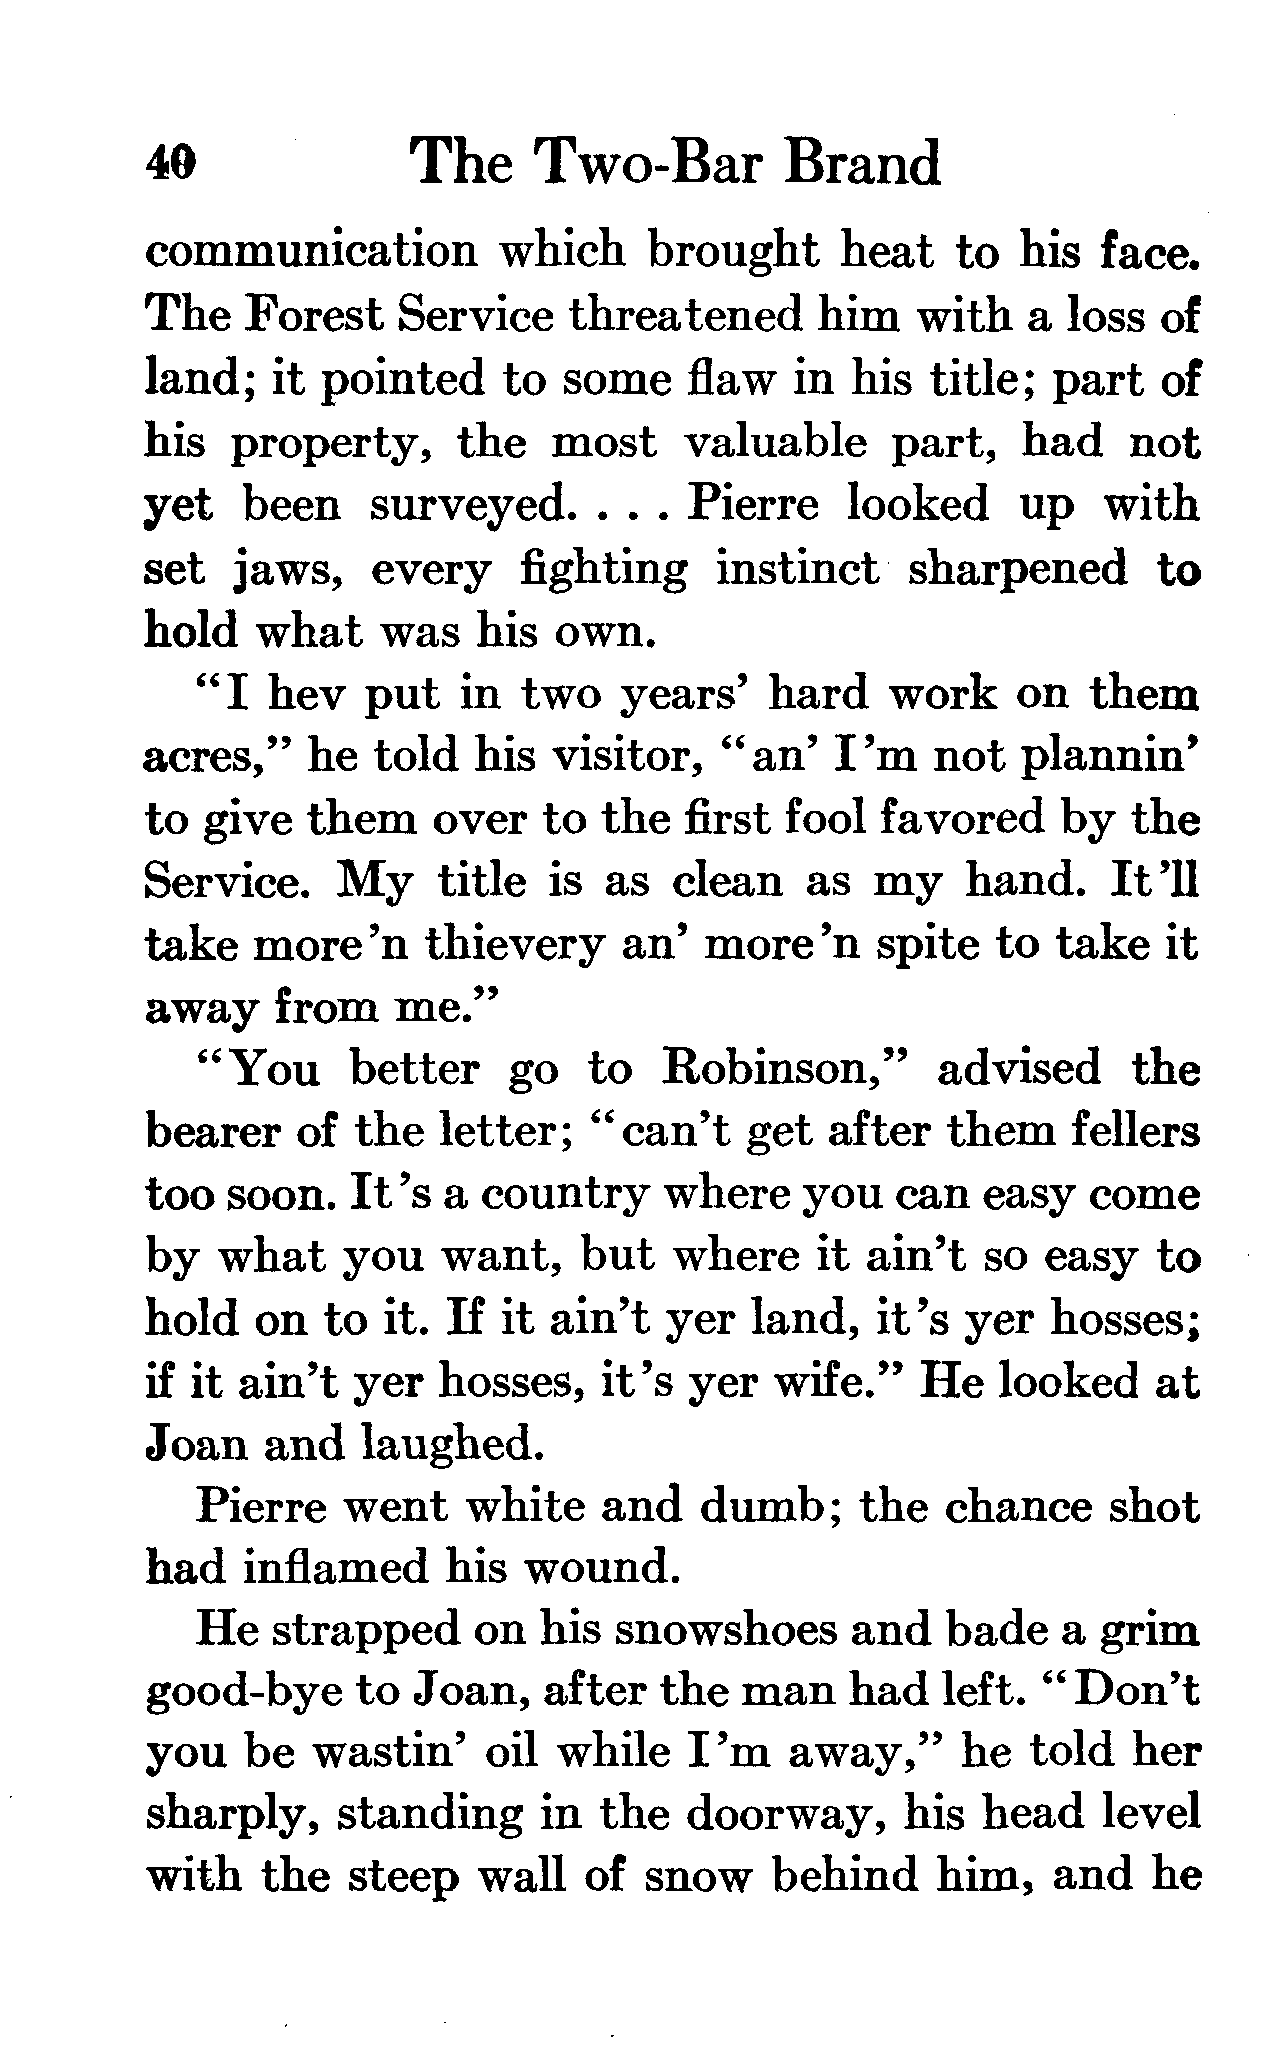 40 The Two-Bar Brand
communication which brought heat to his face.
The Forest Service threatened him with a loss of
land; it pointed to some flaw in his title; part of
his property, the most valuable part, had not
yet been surveyed. . . . Pierre looked up with
set jaws, every fighting instinct sharpened to
hold what was his own.
“I hev put in two years’ hard work on them
acres,” he told his visitor, “an’ I’m not plannin’
to give them over to the first fool favored by the
Service. My title is as clean as my hand. It’ll
take more’n thievery an’ more’n spite to take it
away from me.”
“You better go to Robinson,” advised the
bearer of the letter; “can’t get after them fellers
too soon. It’s a country where you can easy come
by what you want, but where it ain’t so easy to
hold on to it. If it ain’t yer land, it’s yer hosses;
if it ain’t yer hosses, it’s yer wife.” He looked at
Joan and laughed.
Pierre went white and dumb; the chance shot
had inflamed his wound.
He strapped on his snowshoes and bade a grim
good-bye to Joan, after the man had left. “Don’t
you be wastin’ oil while I’m away,” he told her
sharply, standing in the doorway, his head level
with the steep wall of snow behind him, and he